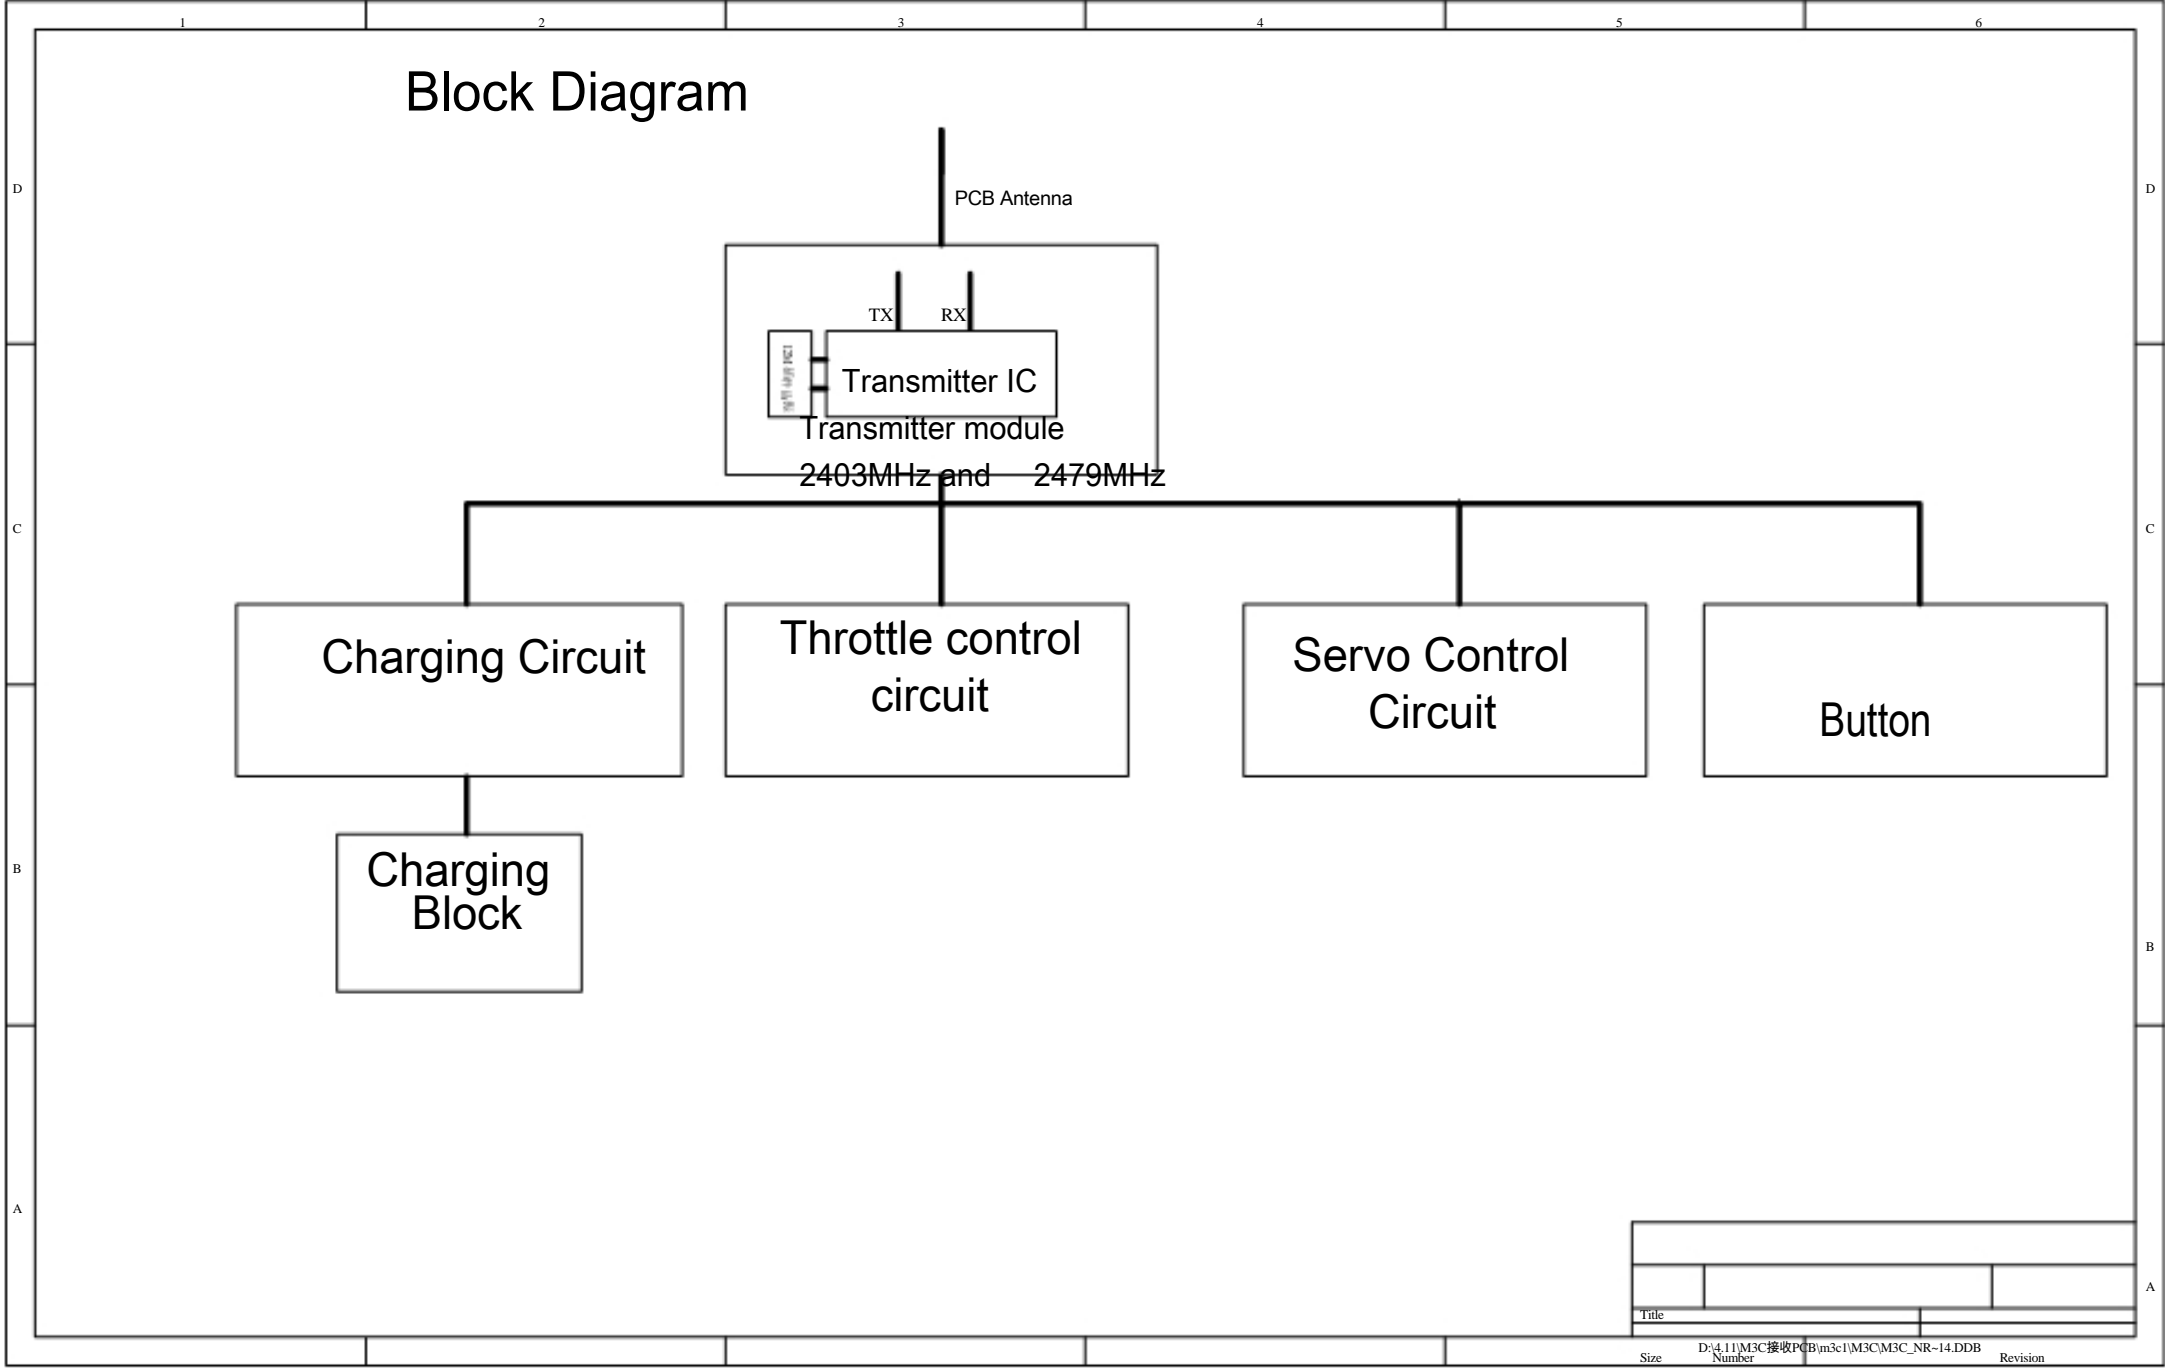 1 2 3 4 5 6
Block Diagram
D
PCB Antenna
D
TX RX
Transmitter IC
Transmitter module
2403MHz and 2479MHz
C
C
Charging Circuit
Throttle control
circuit
Servo Control
Circuit
Button
B
Charging
Block
B
A
A
Title
D:\4.11\M3C接收PCB\m3c1\M3C\M3C_NR~14.DDB
Size Number Revision